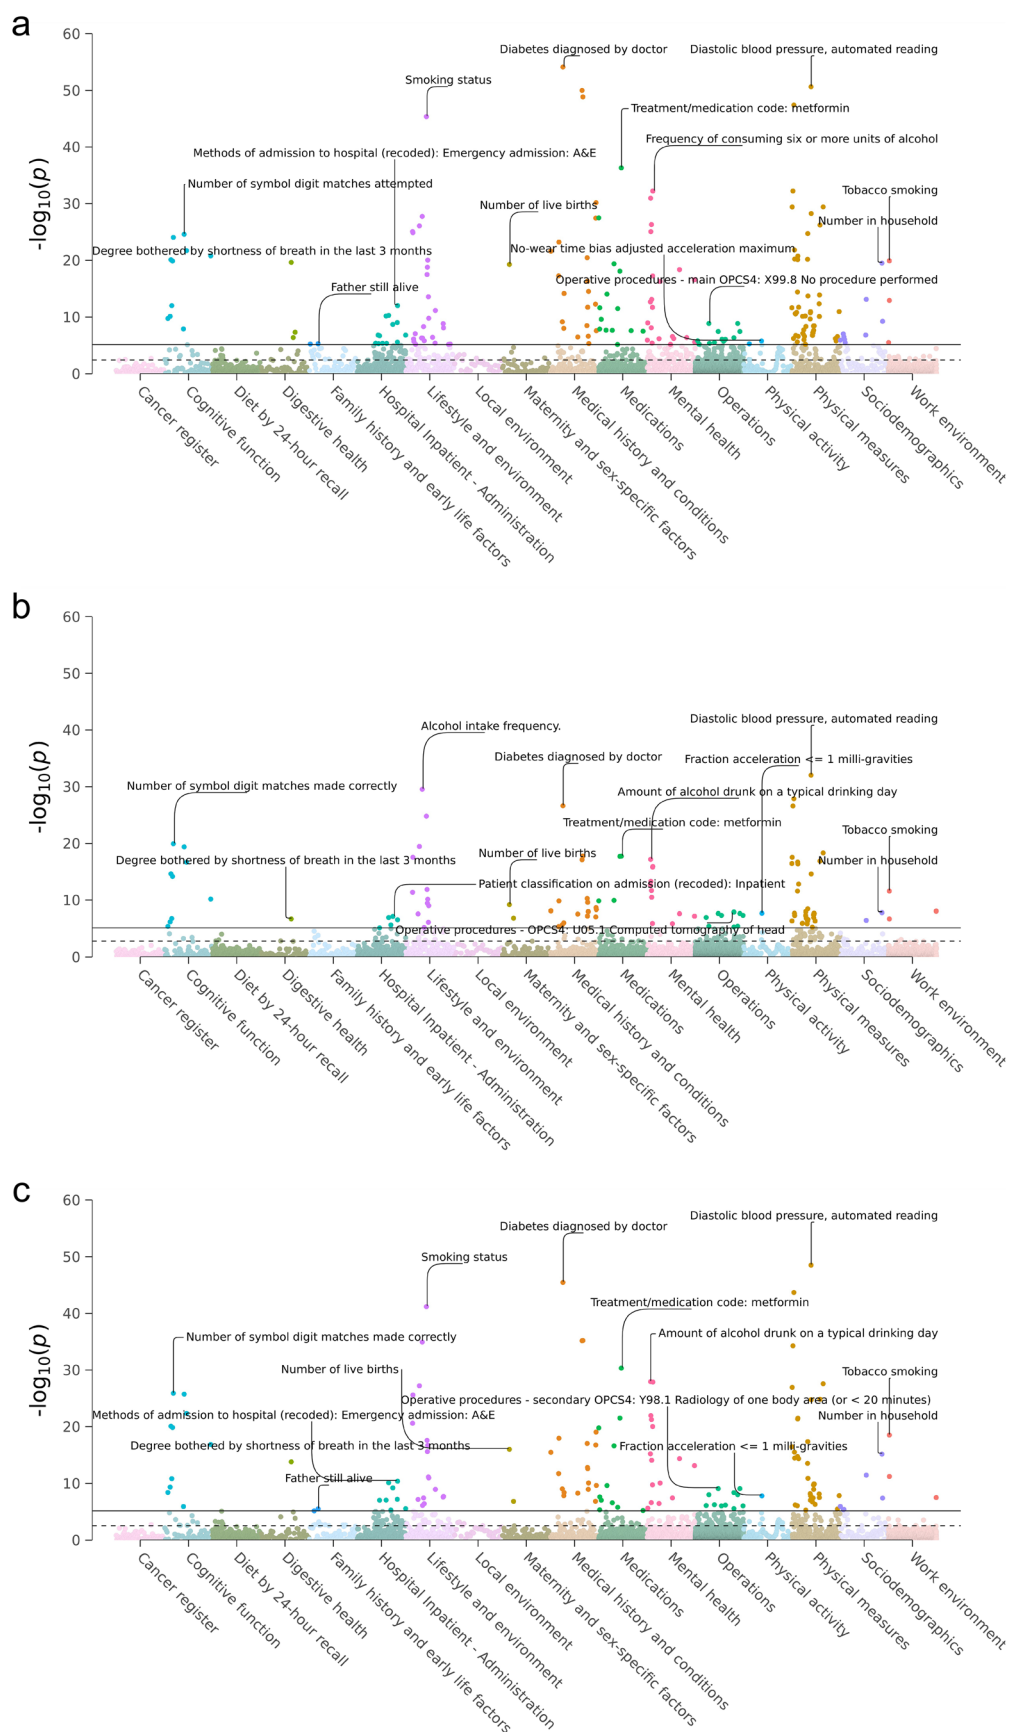 a
60
Diabetes diagnosed by doctor
Diastolic blood pressure, automated reading
Smoking status
50
Treatment/medication code: metformin
Frequency of consuming six or more units of alcohol
40
Methods of admission to hospital (recoded): Emergency admission: A&E
Number of symbol digit matches attempted
Tobacco smoking
30
Number of live births
Number in household
Degree bothered by shortness of breath in the last 3 months
No-wear time bias adjusted acceleration maximum
20
Operative procedures - main OPCS4: X99.8 No procedure performed
Father still alive
10
0
-log10(p)
Cancer register
Cognitive function
Diet by 24-hour recall
Digestive health
Family history and early life factors
Hospital Inpatient - Administration
Lifestyle and environment
Local environment
Maternity and sex-specific factors
Medical history and conditions
Medications
Mental health
Operations
Physical activity
Physical measures
Sociodemographics
Work environment
b
60
50
40
Diastolic blood pressure, automated reading
Alcohol intake frequency.
Diabetes diagnosed by doctor
Fraction acceleration <= 1 milli-gravities
30
Number of symbol digit matches made correctly
Amount of alcohol drunk on a typical drinking day
Treatment/medication code: metformin
Tobacco smoking
20
Number of live births
Degree bothered by shortness of breath in the last 3 months
Number in household
Patient classification on admission (recoded): Inpatient
10
Operative procedures - OPCS4: U05.1 Computed tomography of head
0
-log10(p)
Cancer register
Cognitive function
Diet by 24-hour recall
Digestive health
Family history and early life factors
Hospital Inpatient - Administration
Lifestyle and environment
Local environment
Maternity and sex-specific factors
Medical history and conditions
Medications
Mental health
Operations
Physical activity
Physical measures
Sociodemographics
Work environment
c
60
Diastolic blood pressure, automated reading
Diabetes diagnosed by doctor
Smoking status
50
Treatment/medication code: metformin
40
Number of symbol digit matches made correctly
Amount of alcohol drunk on a typical drinking day
Number of live births
Tobacco smoking
30
Operative procedures - secondary OPCS4: Y98.1 Radiology of one body area (or < 20 minutes)
Methods of admission to hospital (recoded): Emergency admission: A&E
Number in household
20
Degree bothered by shortness of breath in the last 3 months
Fraction acceleration <= 1 milli-gravities
Father still alive
10
0
-log10(p)
Cancer register
Cognitive function
Diet by 24-hour recall
Digestive health
Family history and early life factors
Hospital Inpatient - Administration
Lifestyle and environment
Local environment
Maternity and sex-specific factors
Medical history and conditions
Medications
Mental health
Operations
Physical activity
Physical measures
Sociodemographics
Work environment